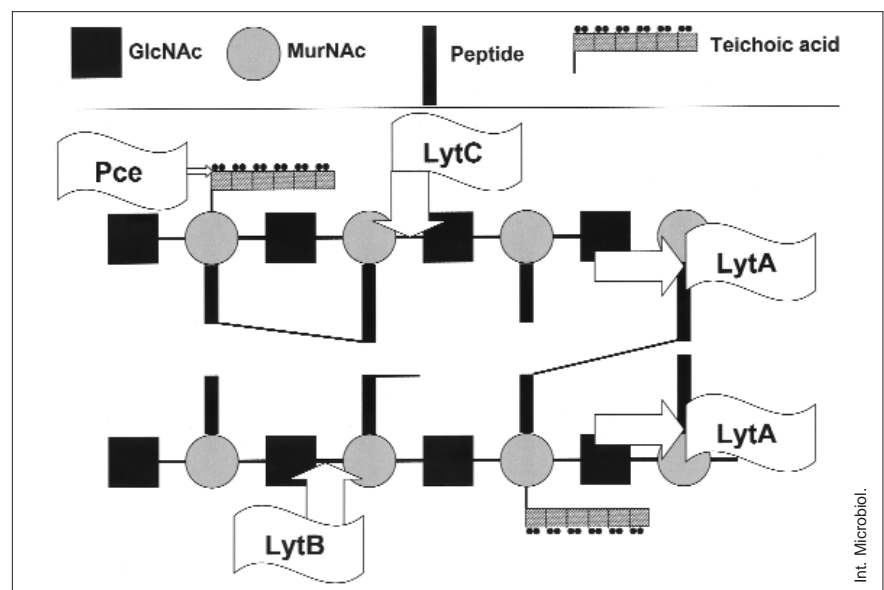 GlcNAc
MurNAc
Peptide
Teichoic acid
Pce
LytC
LytA
LytA
LytB
Int. Microbiol.